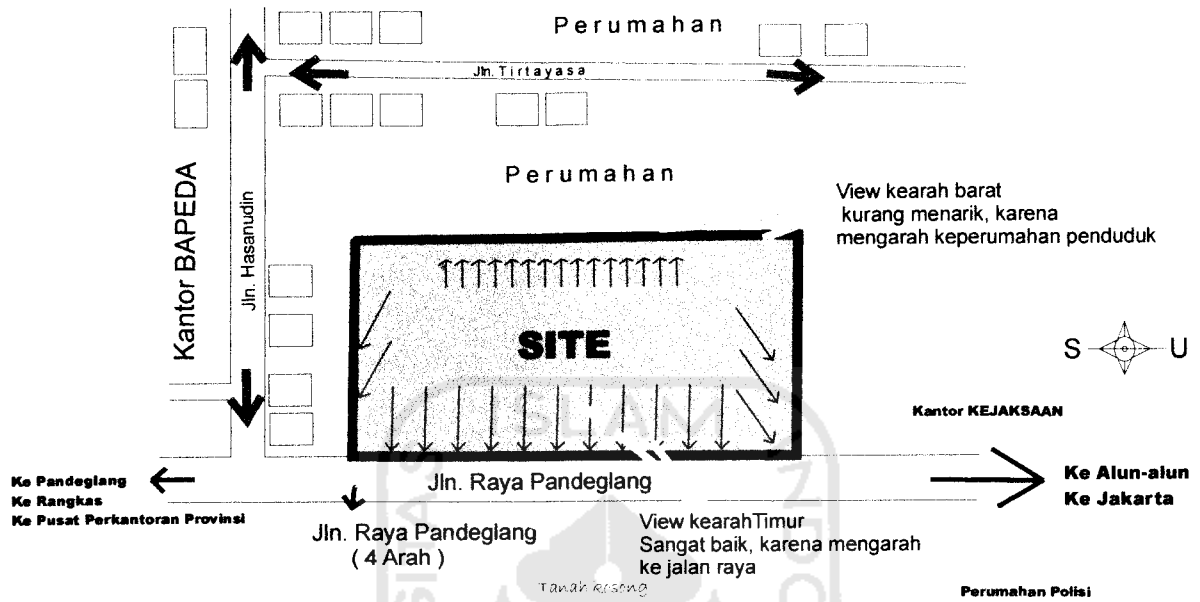 Perumahan
Jln. Tirtayasa
Perumahan
Kantor BAPEDA
Jln. Hasanudin
View kearah barat
kurang menarik, karena
mengarah keperumahan penduduk
SITE
S U
Kantor KEJAKSAAN
Ke Pandeglang
Ke Rangkas
Ke Pusat Perkantoran Provinsi
Jln. Raya Pandeglang
Ke Alun-alun
Ke Jakarta
Jln. Raya Pandeglang
( 4 Arah )
View kearahTimur
Sangat baik, karena mengarah
ke jalan raya
Tanah Kosong
Perumahan Polisi
ISLAM